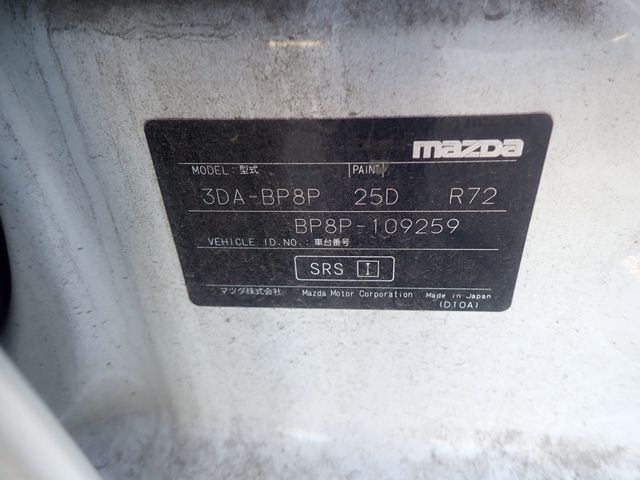 mazDa
MODEL: 型式 PAINT
3DA-BP8P 25D R72
BP8P-109259
VEHICLE ID.NO.: 車台番号
SRS I
マツダ株式会社 Mazda Motor Corporation Made in Japan
(D10A)